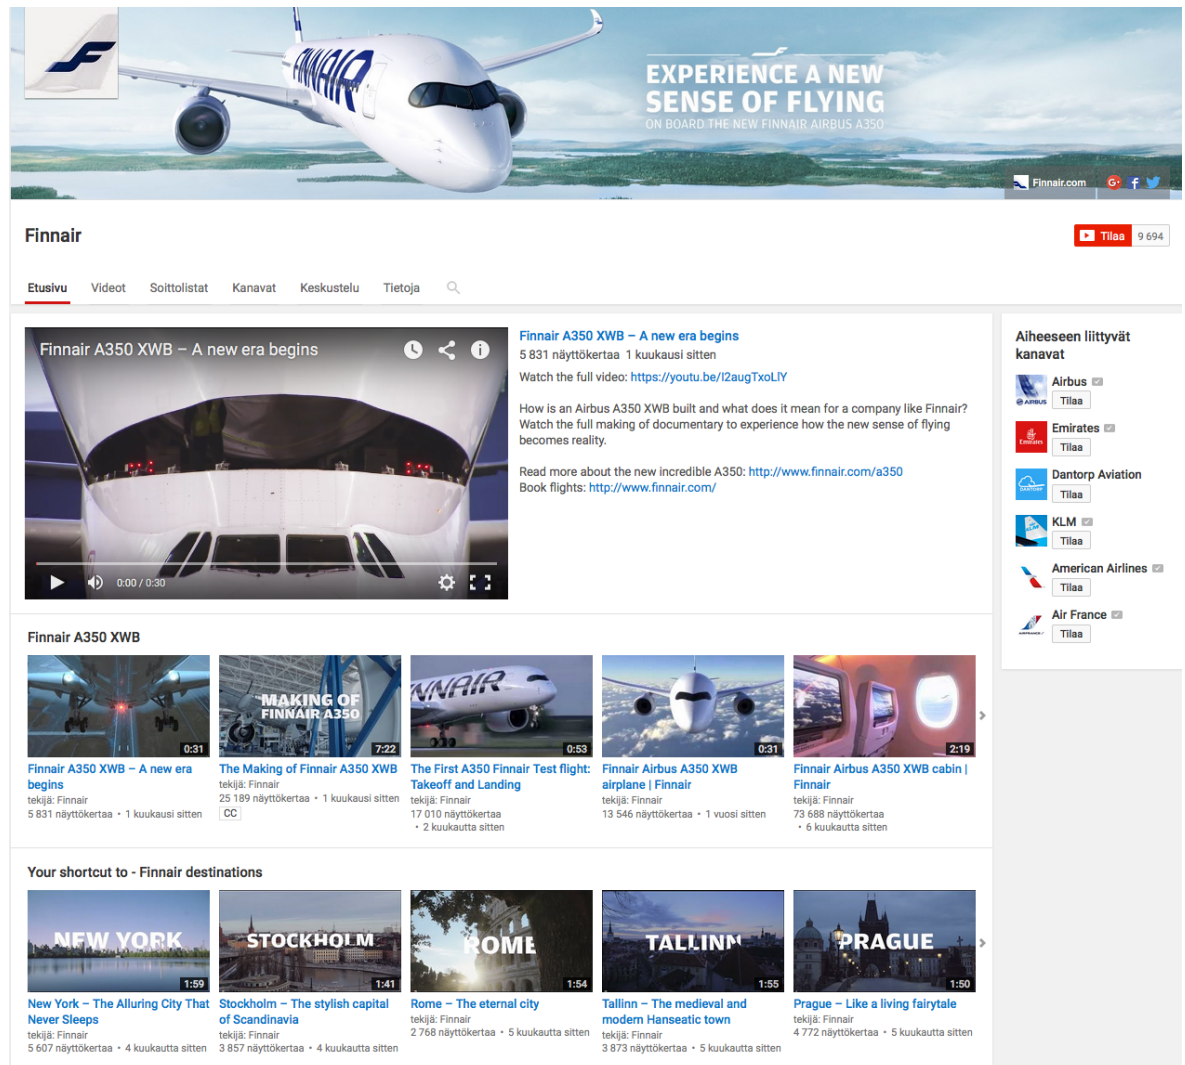 FINNAIR
EXPERIENCE A NEW
SENSE OF FLYING
ON BOARD THE NEW FINNAIR AIRBUS A350
Finnair.com
Finnair
Tilaa 9 694
Etusivu Videot Soittolistat Kanavat Keskustelu Tietoja
Finnair A350 XWB – A new era begins
0:00 / 0:30
Finnair A350 XWB – A new era begins
5 831 näyttökertaa 1 kuukausi sitten
Watch the full video: https://youtu.be/l2augTxoLlY
How is an Airbus A350 XWB built and what does it mean for a company like Finnair?
Watch the full making of documentary to experience how the new sense of flying
becomes reality.
Read more about the new incredible A350: http://www.finnair.com/a350
Book flights: http://www.finnair.com/
Aiheeseen liittyvät
kanavat
AIRBUS
Airbus
Tilaa
Emirates
Emirates
Tilaa
DANTORP
Dantorp Aviation
Tilaa
KLM
KLM
Tilaa
American Airlines
Tilaa
AIRFRANCE
Air France
Tilaa
Finnair A350 XWB
0:31
Finnair A350 XWB – A new era
begins
tekijä: Finnair
5 831 näyttökertaa • 1 kuukausi sitten
MAKING OF
FINNAIR A350
7:22
The Making of Finnair A350 XWB
tekijä: Finnair
25 189 näyttökertaa • 1 kuukausi sitten
CC
NNAIR
0:53
The First A350 Finnair Test flight:
Takeoff and Landing
tekijä: Finnair
17 010 näyttökertaa
• 2 kuukautta sitten
0:31
Finnair Airbus A350 XWB
airplane | Finnair
tekijä: Finnair
13 546 näyttökertaa • 1 vuosi sitten
2:19
Finnair Airbus A350 XWB cabin |
Finnair
tekijä: Finnair
73 688 näyttökertaa
• 6 kuukautta sitten
Your shortcut to - Finnair destinations
NEW YORK
1:59
New York – The Alluring City That
Never Sleeps
tekijä: Finnair
5 607 näyttökertaa • 4 kuukautta sitten
STOCKHOLM
1:41
Stockholm – The stylish capital
of Scandinavia
tekijä: Finnair
3 857 näyttökertaa • 4 kuukautta sitten
ROME
1:54
Rome – The eternal city
tekijä: Finnair
2 768 näyttökertaa • 5 kuukautta sitten
TALLINN
1:55
Tallinn – The medieval and
modern Hanseatic town
tekijä: Finnair
3 873 näyttökertaa • 5 kuukautta sitten
PRAGUE
1:50
Prague – Like a living fairytale
tekijä: Finnair
4 772 näyttökertaa • 5 kuukautta sitten